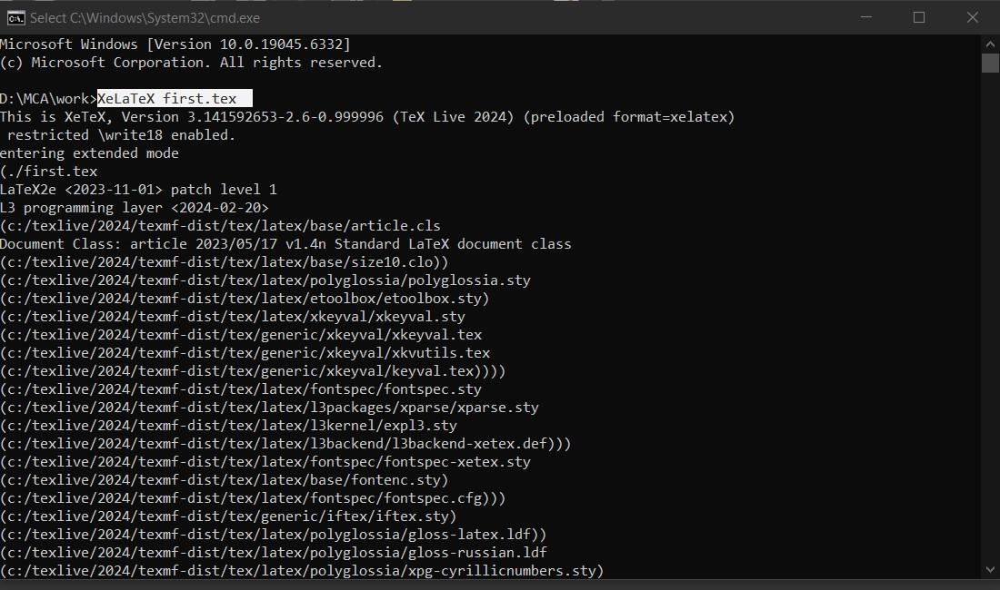 Select C:\Windows\System32\cmd.exe
Microsoft Windows [Version 10.0.19045.6332]
(c) Microsoft Corporation. All rights reserved.
D:\MCA\work>XeLaTeX first.tex
This is XeTeX, Version 3.141592653-2.6-0.999996 (TeX Live 2024) (preloaded format=xelatex)
 restricted \write18 enabled.
entering extended mode
(./first.tex
LaTeX2e <2023-11-01> patch level 1
L3 programming layer <2024-02-20>
(c:/texlive/2024/texmf-dist/tex/latex/base/article.cls
Document Class: article 2023/05/17 v1.4n Standard LaTeX document class
(c:/texlive/2024/texmf-dist/tex/latex/base/size10.clo))
(c:/texlive/2024/texmf-dist/tex/latex/polyglossia/polyglossia.sty
(c:/texlive/2024/texmf-dist/tex/latex/etoolbox/etoolbox.sty)
(c:/texlive/2024/texmf-dist/tex/latex/xkeyval/xkeyval.sty
(c:/texlive/2024/texmf-dist/tex/generic/xkeyval/xkeyval.tex
(c:/texlive/2024/texmf-dist/tex/generic/xkeyval/xkvutils.tex
(c:/texlive/2024/texmf-dist/tex/generic/xkeyval/keyval.tex))))
(c:/texlive/2024/texmf-dist/tex/latex/fontspec/fontspec.sty
(c:/texlive/2024/texmf-dist/tex/latex/l3packages/xparse/xparse.sty
(c:/texlive/2024/texmf-dist/tex/latex/l3kernel/expl3.sty
(c:/texlive/2024/texmf-dist/tex/latex/l3backend/l3backend-xetex.def)))
(c:/texlive/2024/texmf-dist/tex/latex/fontspec/fontspec-xetex.sty
(c:/texlive/2024/texmf-dist/tex/latex/base/fontenc.sty)
(c:/texlive/2024/texmf-dist/tex/latex/fontspec/fontspec.cfg)))
(c:/texlive/2024/texmf-dist/tex/generic/iftex/iftex.sty)
(c:/texlive/2024/texmf-dist/tex/latex/polyglossia/gloss-latex.ldf))
(c:/texlive/2024/texmf-dist/tex/latex/polyglossia/gloss-russian.ldf
(c:/texlive/2024/texmf-dist/tex/latex/polyglossia/xpg-cyrillicnumbers.sty)